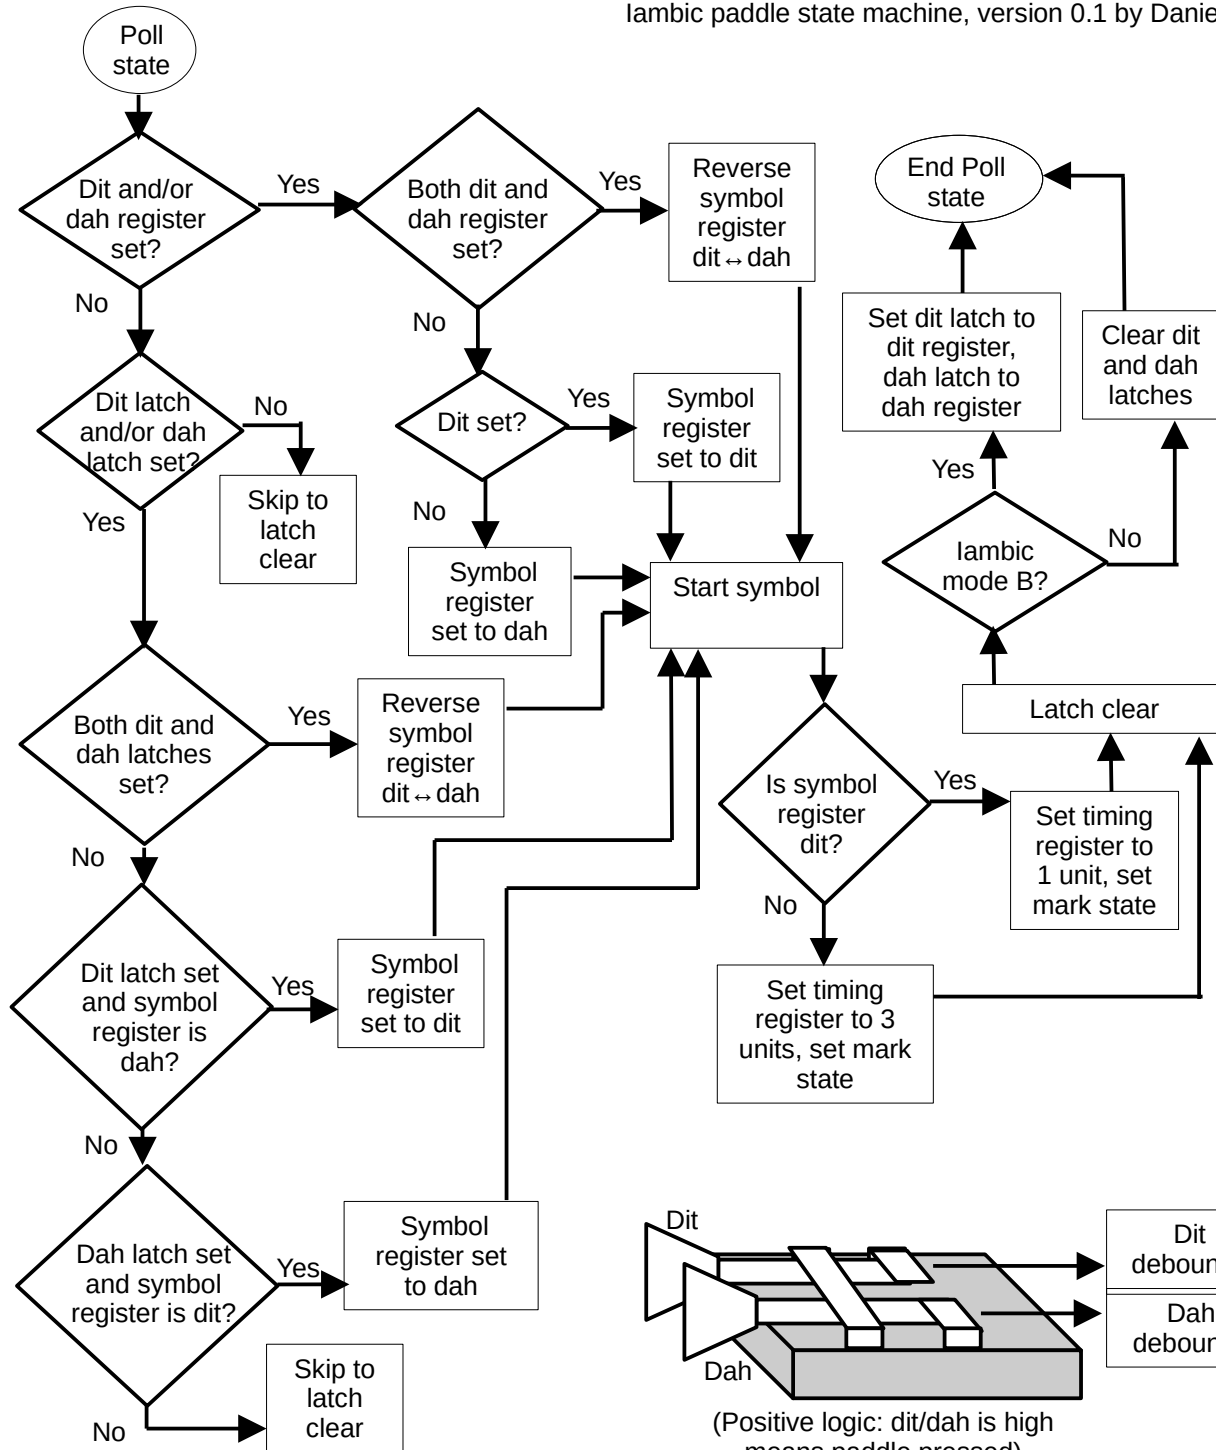 Iambic paddle state machine, version 0.1 by Danie
Poll
state
Dit and/or
dah register
set?
Yes
No
Both dit and
dah register
set?
Yes
No
Reverse
symbol
register
dit↔dah
End Poll
state
Dit latch
and/or dah
latch set?
No
Yes
Skip to
latch
clear
Dit set?
Yes
No
Symbol
register
set to dit
Symbol
register
set to dah
Start symbol
Set dit latch to
dit register,
dah latch to
dah register
Clear dit
and dah
latches
Yes
Iambic
mode B?
No
Latch clear
Both dit and
dah latches
set?
Yes
No
Reverse
symbol
register
dit↔dah
Is symbol
register
dit?
Yes
No
Set timing
register to
1 unit, set
mark state
Set timing
register to 3
units, set mark
state
Dit latch set
and symbol
register is
dah?
Yes
No
Symbol
register
set to dit
Dah latch set
and symbol
register is dit?
Yes
No
Symbol
register set
to dah
Skip to
latch
clear
Dit
Dah
Dit
deboun
Dah
deboun
(Positive logic: dit/dah is high
means paddle pressed)